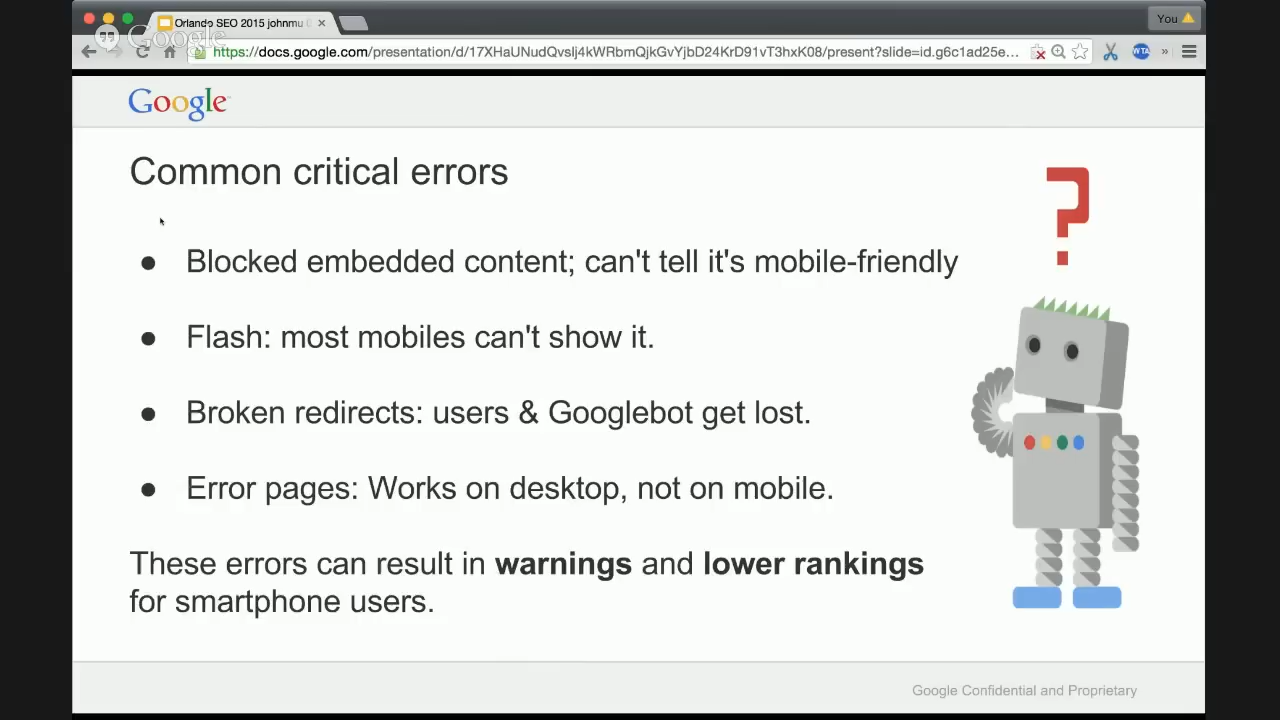 Orlando SEO 2015 johnmu
You
Google
https://docs.google.com/presentation/d/17XHaUNudQvslj4kWRbmQjkGvYjbD24KrD91vT3hxK08/present?slide=id.g6c1ad25e...
WTA
»
Google
Common critical errors
● Blocked embedded content; can't tell it's mobile-friendly
● Flash: most mobiles can't show it.
● Broken redirects: users & Googlebot get lost.
● Error pages: Works on desktop, not on mobile.
These errors can result in warnings and lower rankings
for smartphone users.
?
Google Confidential and Proprietary